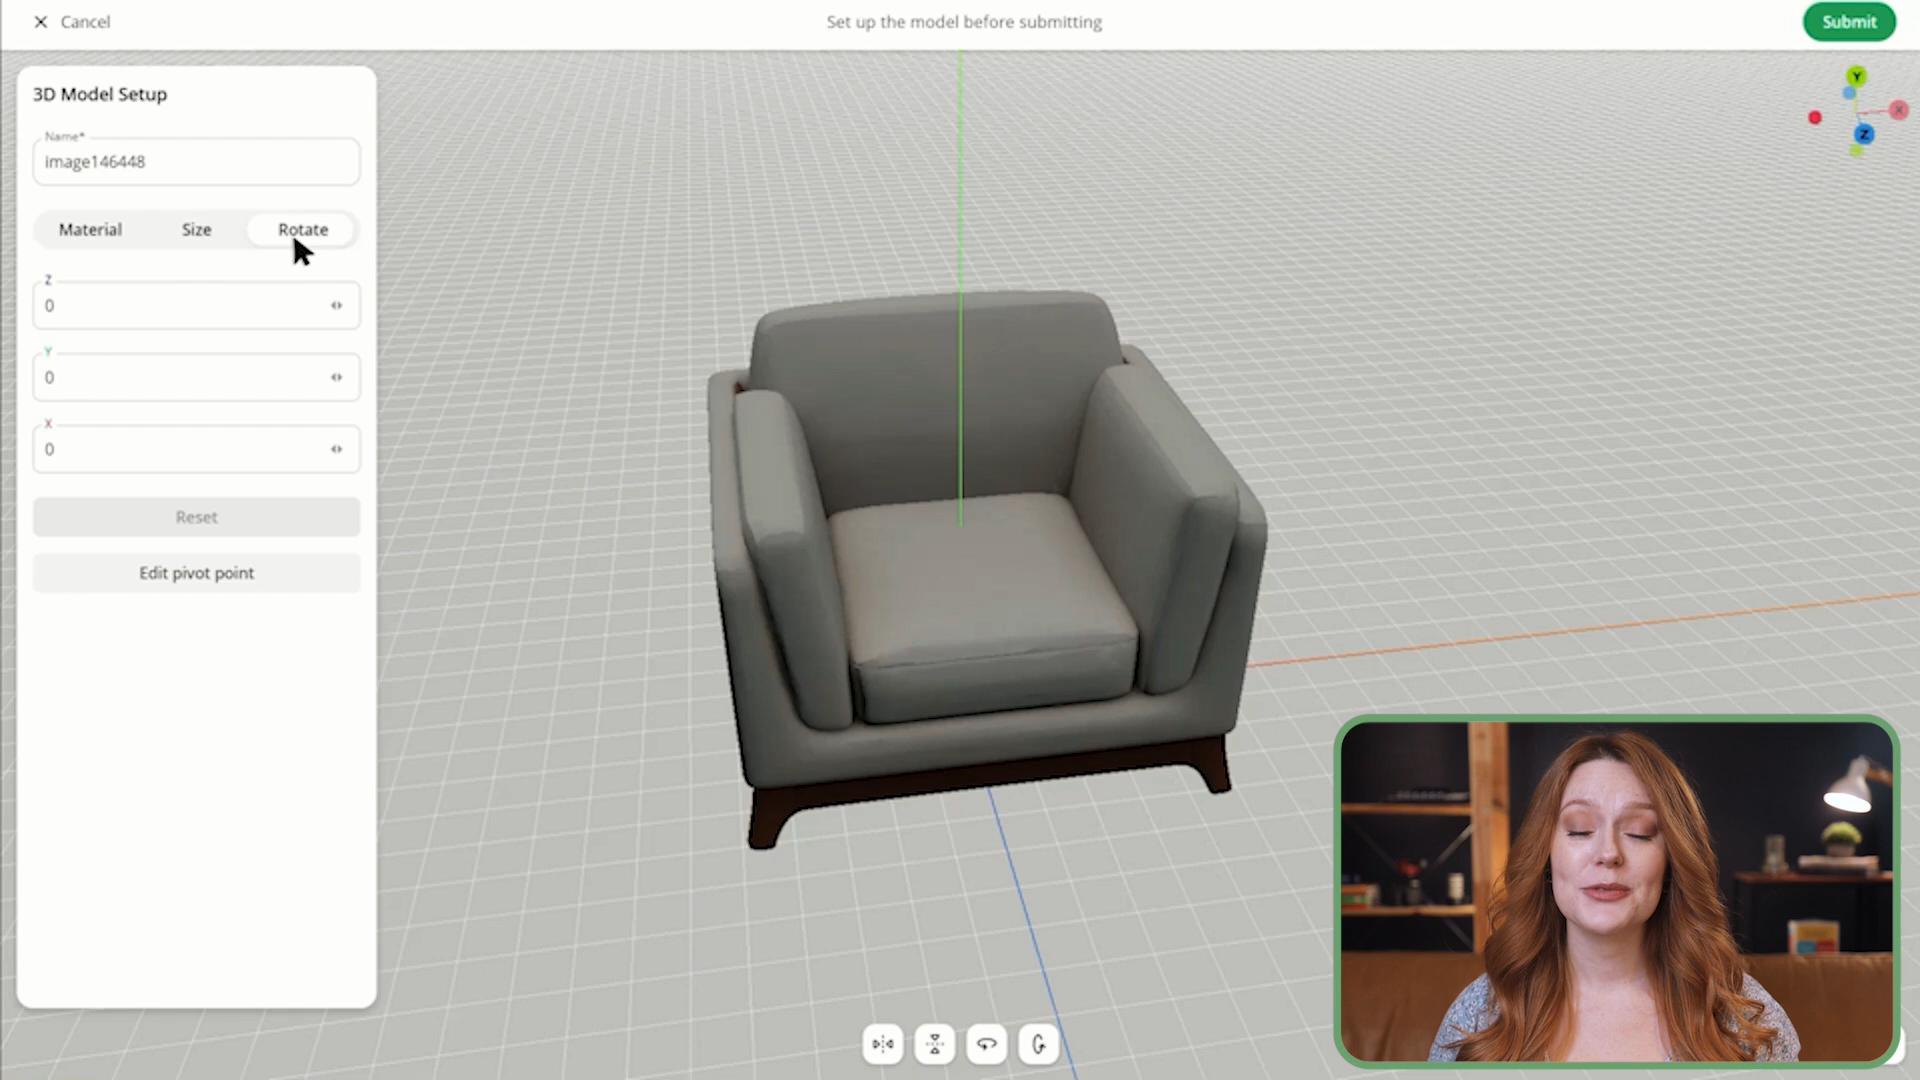 Cancel
Set up the model before submitting
Submit
3D Model Setup
Name*
image146448
Material
Size
Rotate
Z
0
Y
0
X
0
Reset
Edit pivot point
Y
X
Z